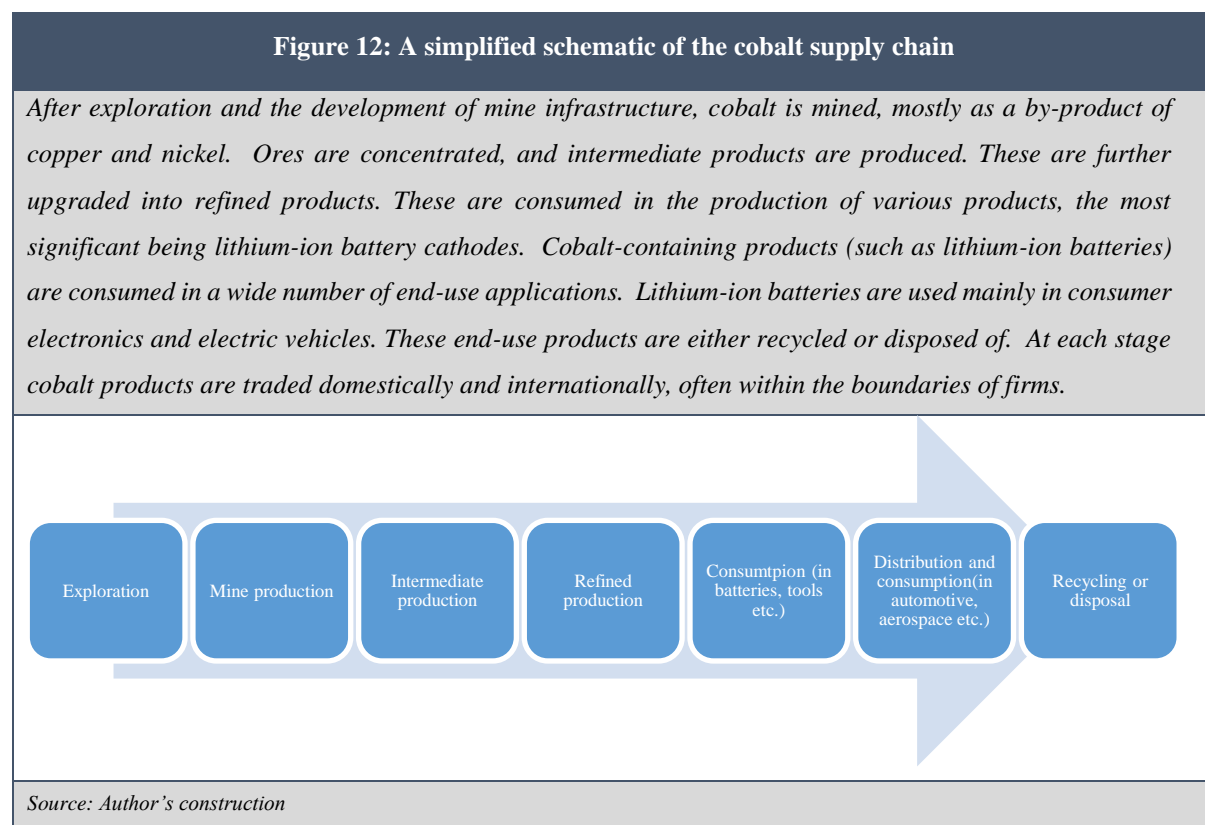 Figure 12: A simplified schematic of the cobalt supply chain
After exploration and the development of mine infrastructure, cobalt is mined, mostly as a by-product of
copper and nickel.  Ores are concentrated, and intermediate products are produced. These are further
upgraded into refined products. These are consumed in the production of various products, the most
significant being lithium-ion battery cathodes.  Cobalt-containing products (such as lithium-ion batteries)
are consumed in a wide number of end-use applications.  Lithium-ion batteries are used mainly in consumer
electronics and electric vehicles. These end-use products are either recycled or disposed of.  At each stage
cobalt products are traded domestically and internationally, often within the boundaries of firms.
Exploration
Mine production
Intermediate
production
Refined
production
Consumtpion (in
batteries, tools
etc.)
Distribution and
consumption(in
automotive,
aerospace etc.)
Recycling or
disposal
Source: Author’s construction